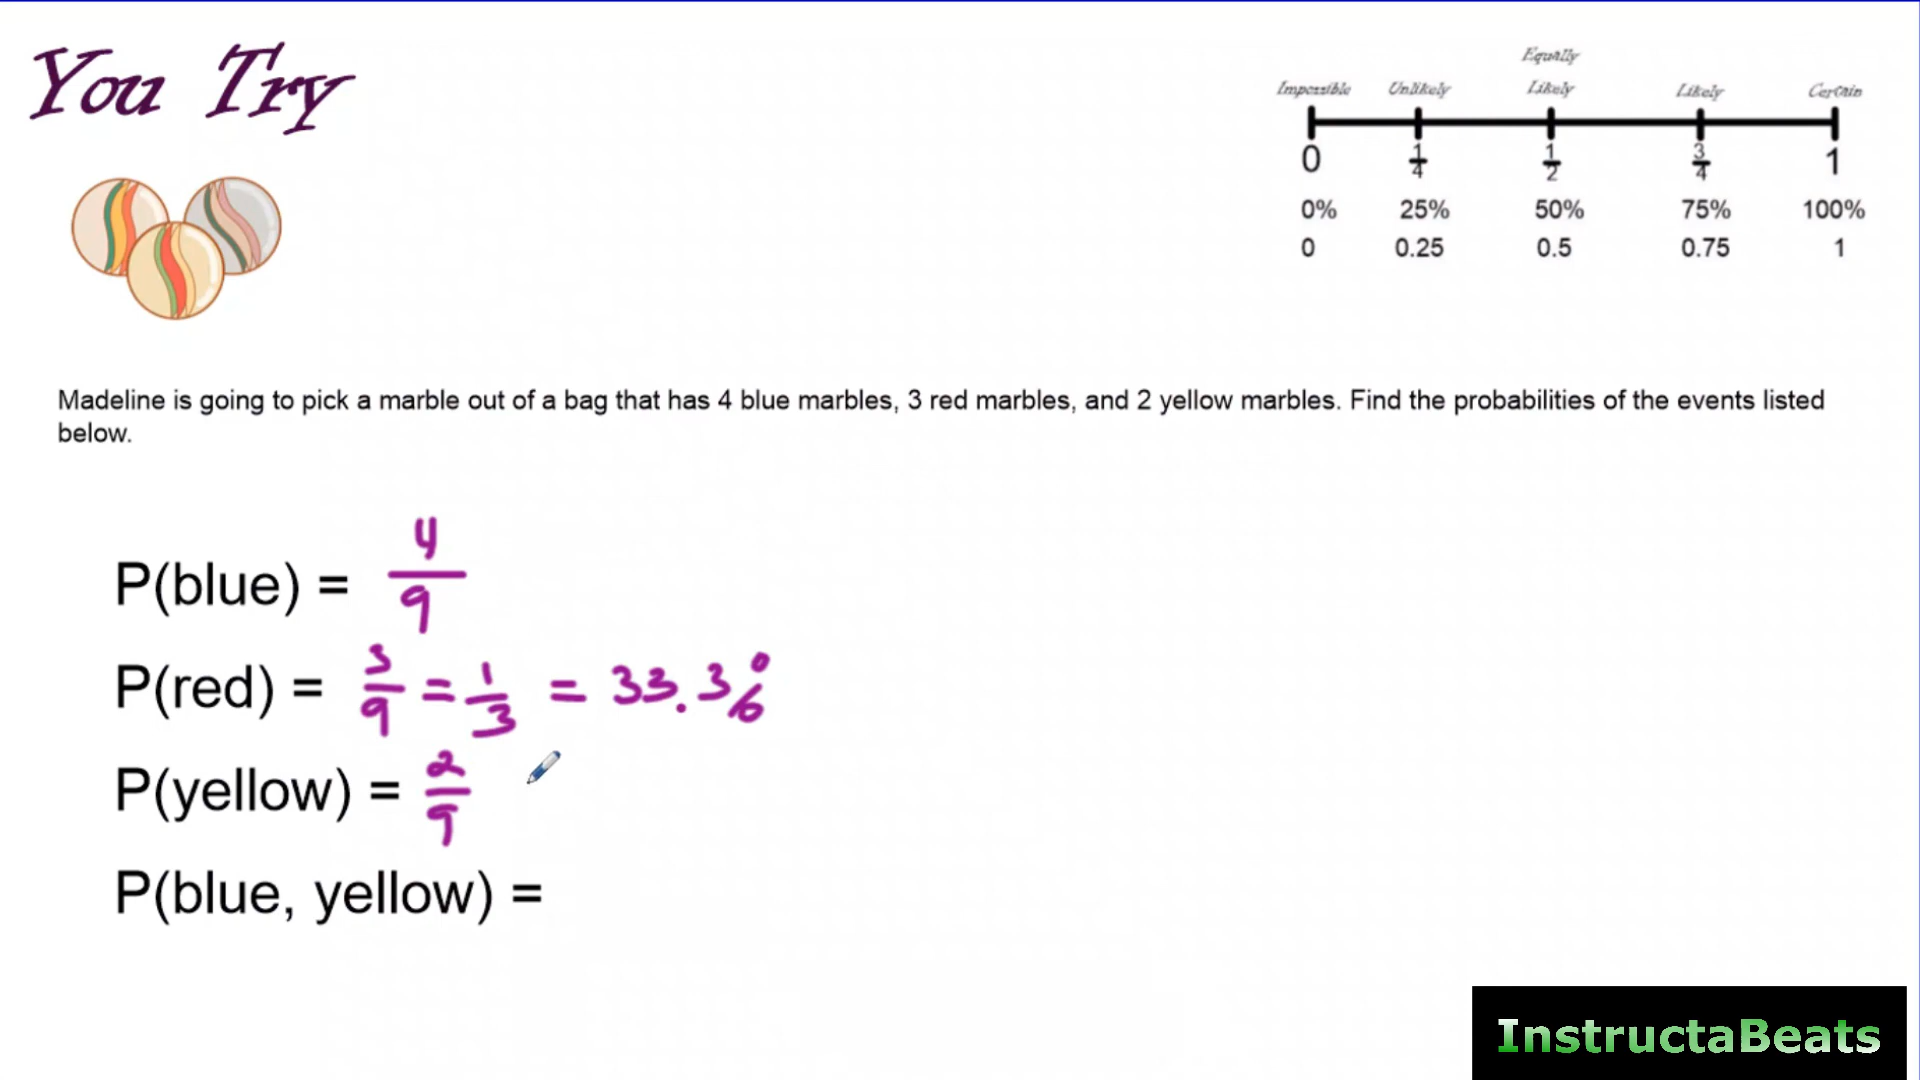 You Try
Equally
Impossible Unlikely Likely Likely Certain
0 1/4 1/2 3/4 1
0% 25% 50% 75% 100%
0 0.25 0.5 0.75 1
Madeline is going to pick a marble out of a bag that has 4 blue marbles, 3 red marbles, and 2 yellow marbles. Find the probabilities of the events listed
below.
P(blue) = 4/9
P(red) = 3/9 = 1/3 = 33.3%
P(yellow) = 2/9
P(blue, yellow) =
InstructaBeats